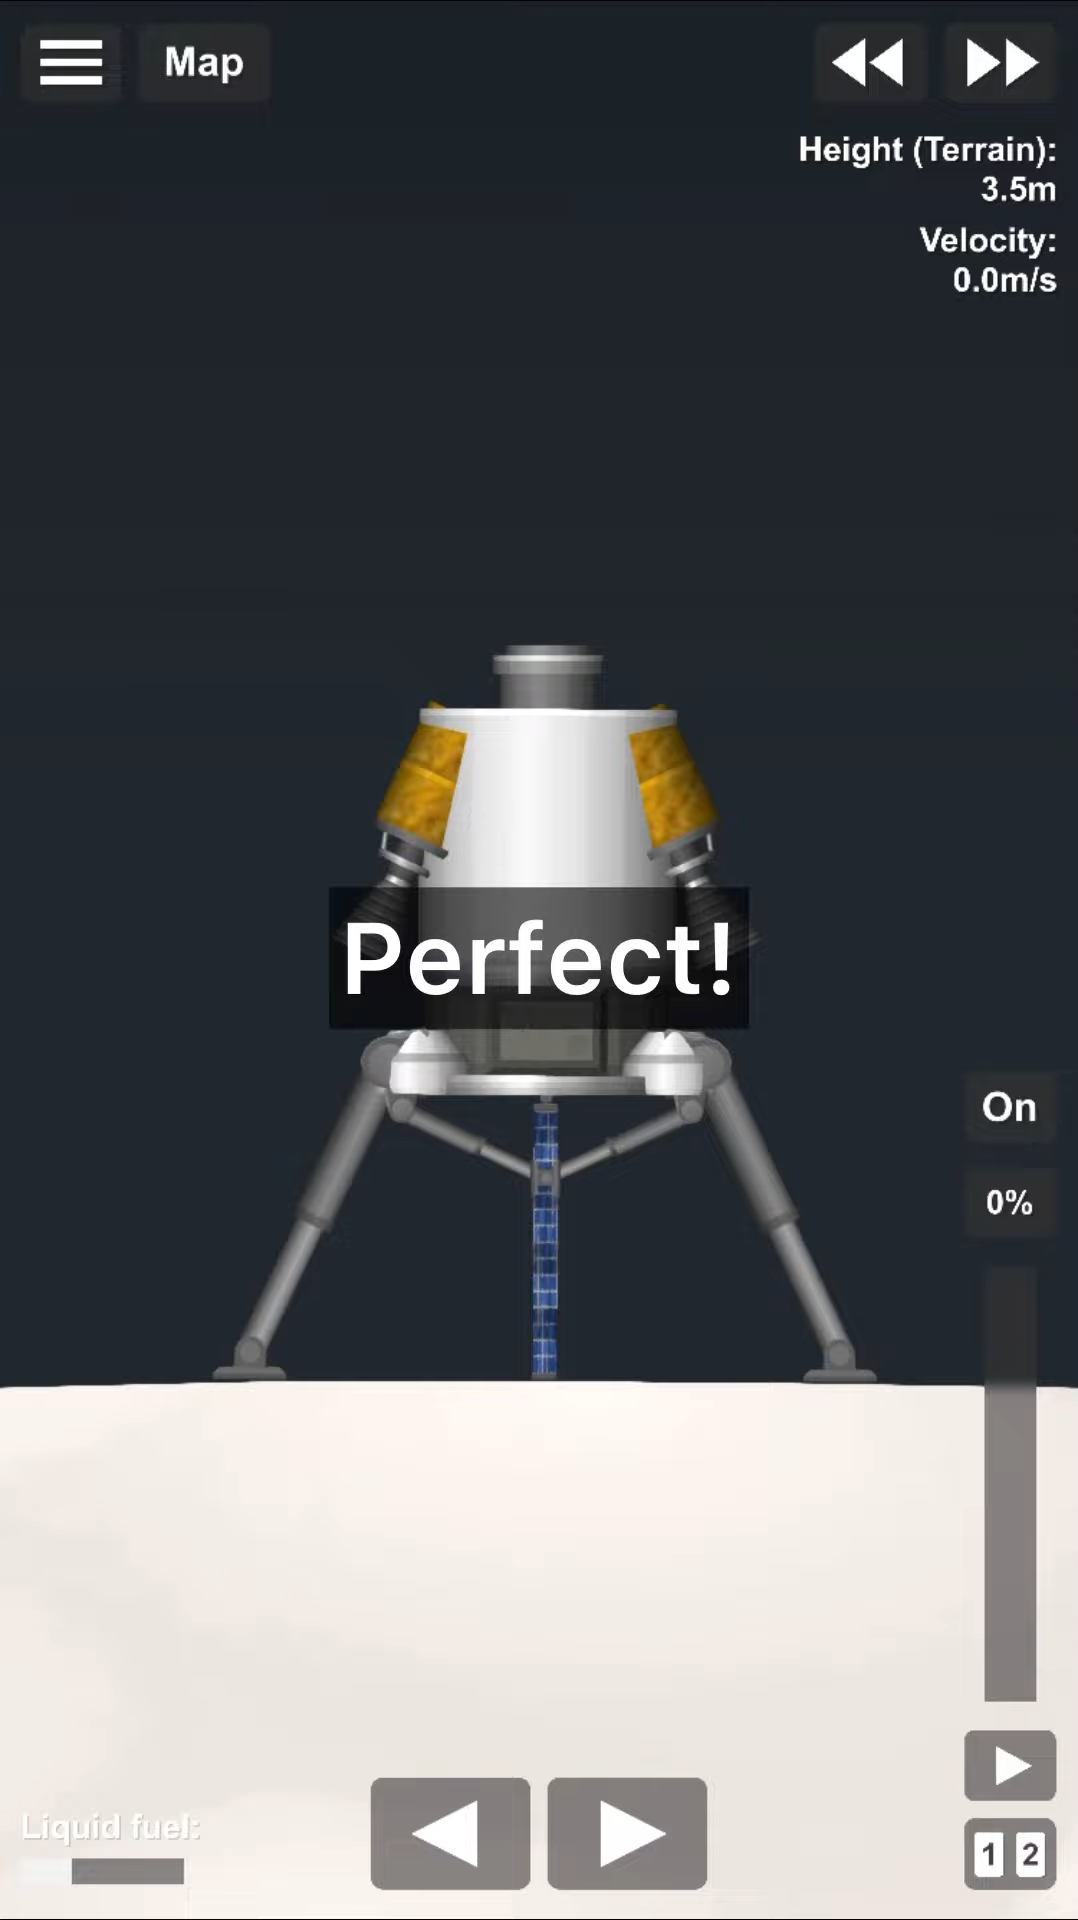 Map
Height (Terrain):
3.5m
Velocity:
0.0m/s
Perfect!
On
0%
Liquid fuel:
1 2